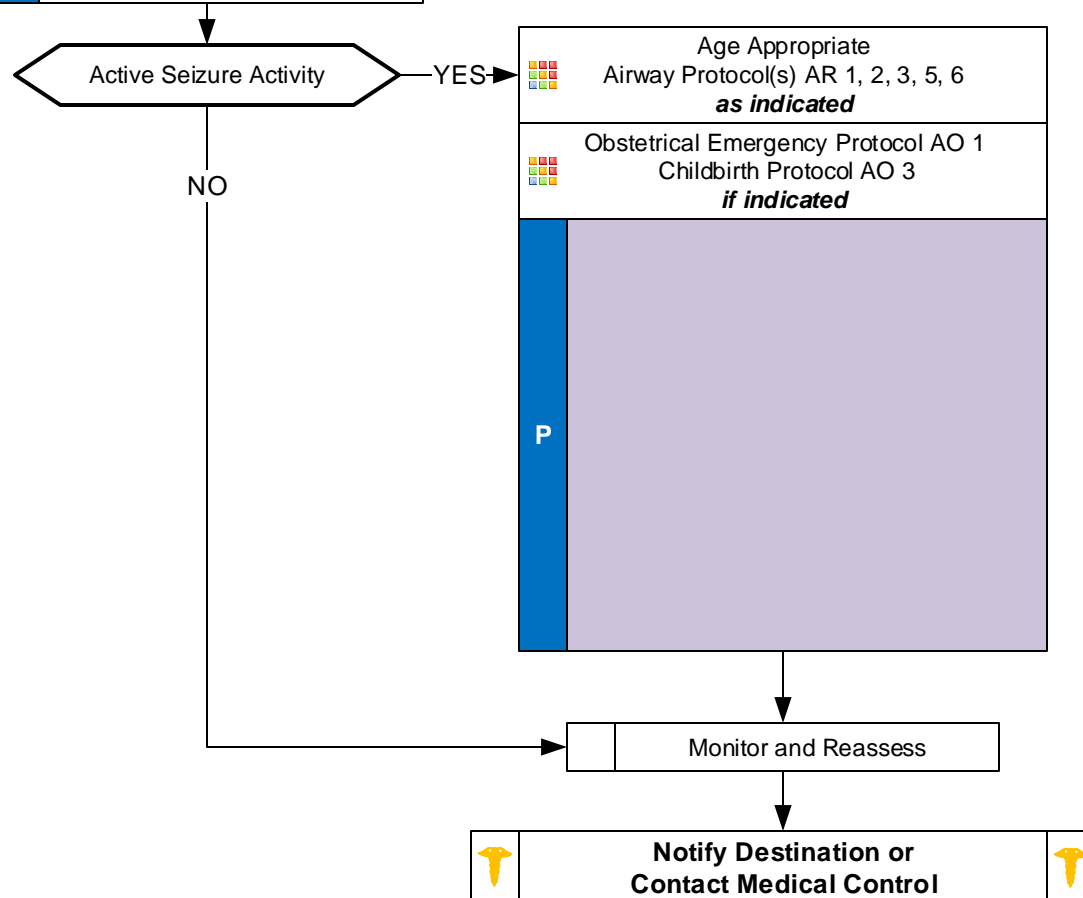 Active Seizure Activity
YES
Age Appropriate
Airway Protocol(s) AR 1, 2, 3, 5, 6
as indicated
Obstetrical Emergency Protocol AO 1
Childbirth Protocol AO 3
if indicated
NO
P
Monitor and Reassess
Notify Destination or
Contact Medical Control